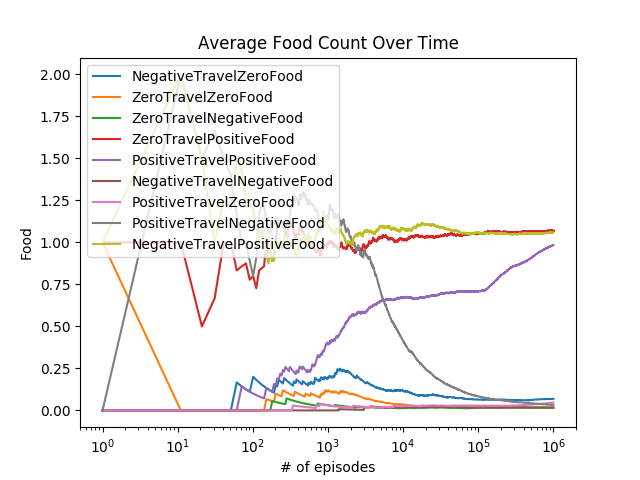 Average Food Count Over Time
2.00
1.75
1.50
1.25
1.00
0.75
0.50
0.25
0.00
Food
NegativeTravelZeroFood
ZeroTravelZeroFood
ZeroTravelNegativeFood
ZeroTravelPositiveFood
PositiveTravelPositiveFood
NegativeTravelNegativeFood
PositiveTravelZeroFood
PositiveTravelNegativeFood
NegativeTravelPositiveFood
10⁰ 10¹ 10² 10³ 10⁴ 10⁵ 10⁶
# of episodes